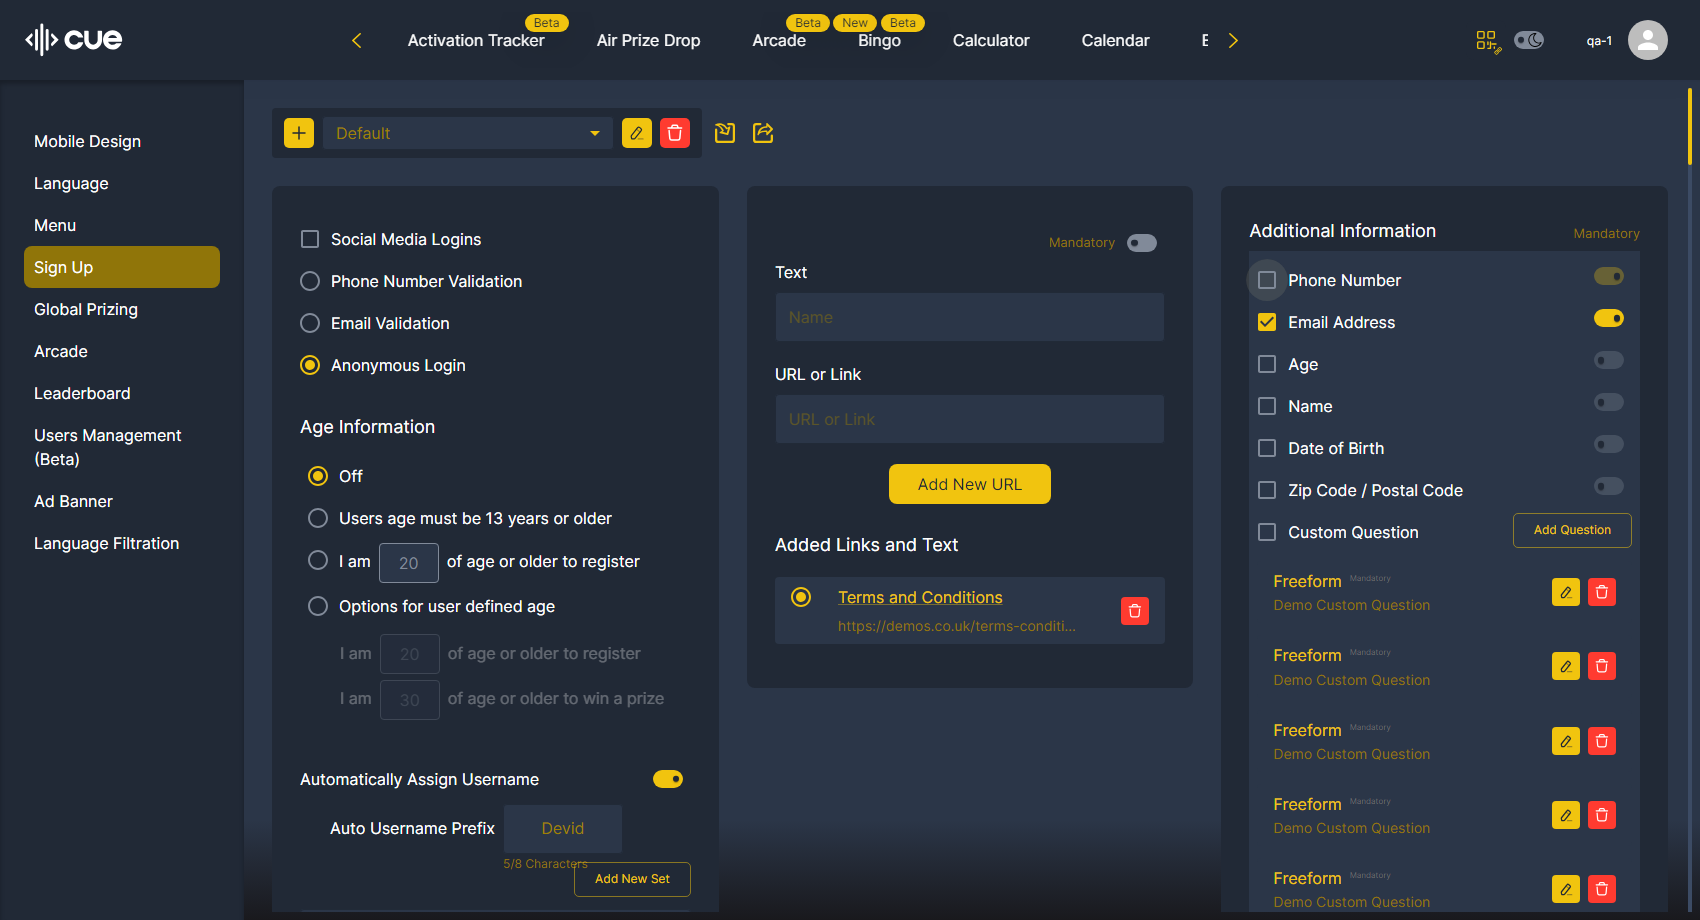 cue
Activation Tracker
Beta
Air Prize Drop
Arcade
Beta
Bingo
New
Beta
Calculator
Calendar
qa-1
Mobile Design
Language
Menu
Sign Up
Global Prizing
Arcade
Leaderboard
Users Management
(Beta)
Ad Banner
Language Filtration
Default
Social Media Logins
Phone Number Validation
Email Validation
Anonymous Login
Age Information
Off
Users age must be 13 years or older
I am 20 of age or older to register
Options for user defined age
I am 20 of age or older to register
I am 30 of age or older to win a prize
Automatically Assign Username
Auto Username Prefix Devid
5/8 Characters
Add New Set
Mandatory
Text
Name
URL or Link
URL or Link
Add New URL
Added Links and Text
Terms and Conditions
https://demos.co.uk/terms-conditi...
Additional Information Mandatory
Phone Number
Email Address
Age
Name
Date of Birth
Zip Code / Postal Code
Custom Question Add Question
Freeform Mandatory
Demo Custom Question
Freeform Mandatory
Demo Custom Question
Freeform Mandatory
Demo Custom Question
Freeform Mandatory
Demo Custom Question
Freeform Mandatory
Demo Custom Question